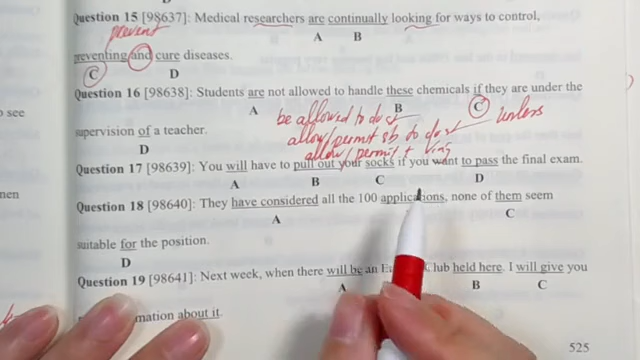 Question 15 [98637]: Medical researchers are continually looking for ways to control,
A B
prevent
preventing and cure diseases.
C D
Question 16 [98638]: Students are not allowed to handle these chemicals if they are under the
A B C
be allowed to do st
unless
supervision of a teacher.
allow/permit sb to do st
D
allow/permit + Ving
Question 17 [98639]: You will have to pull out your socks if you want to pass the final exam.
A B C D
Question 18 [98640]: They have considered all the 100 applications, none of them seem
A C
suitable for the position.
D
Question 19 [98641]: Next week, when there will be an lub held here. I will give you
A B C
mation about it.
525
to see
men